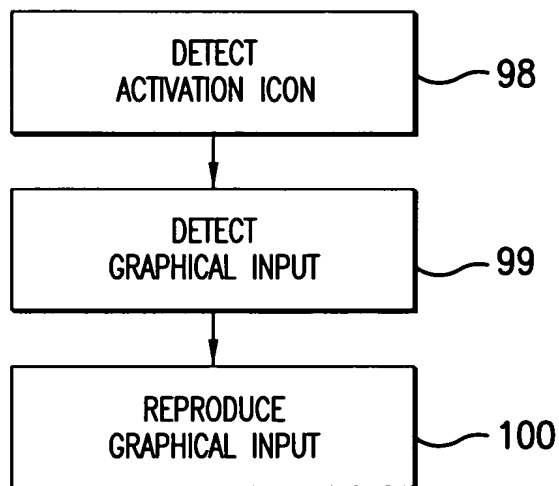 DETECT
ACTIVATION ICON
98
DETECT
GRAPHICAL INPUT
99
REPRODUCE
GRAPHICAL INPUT
100